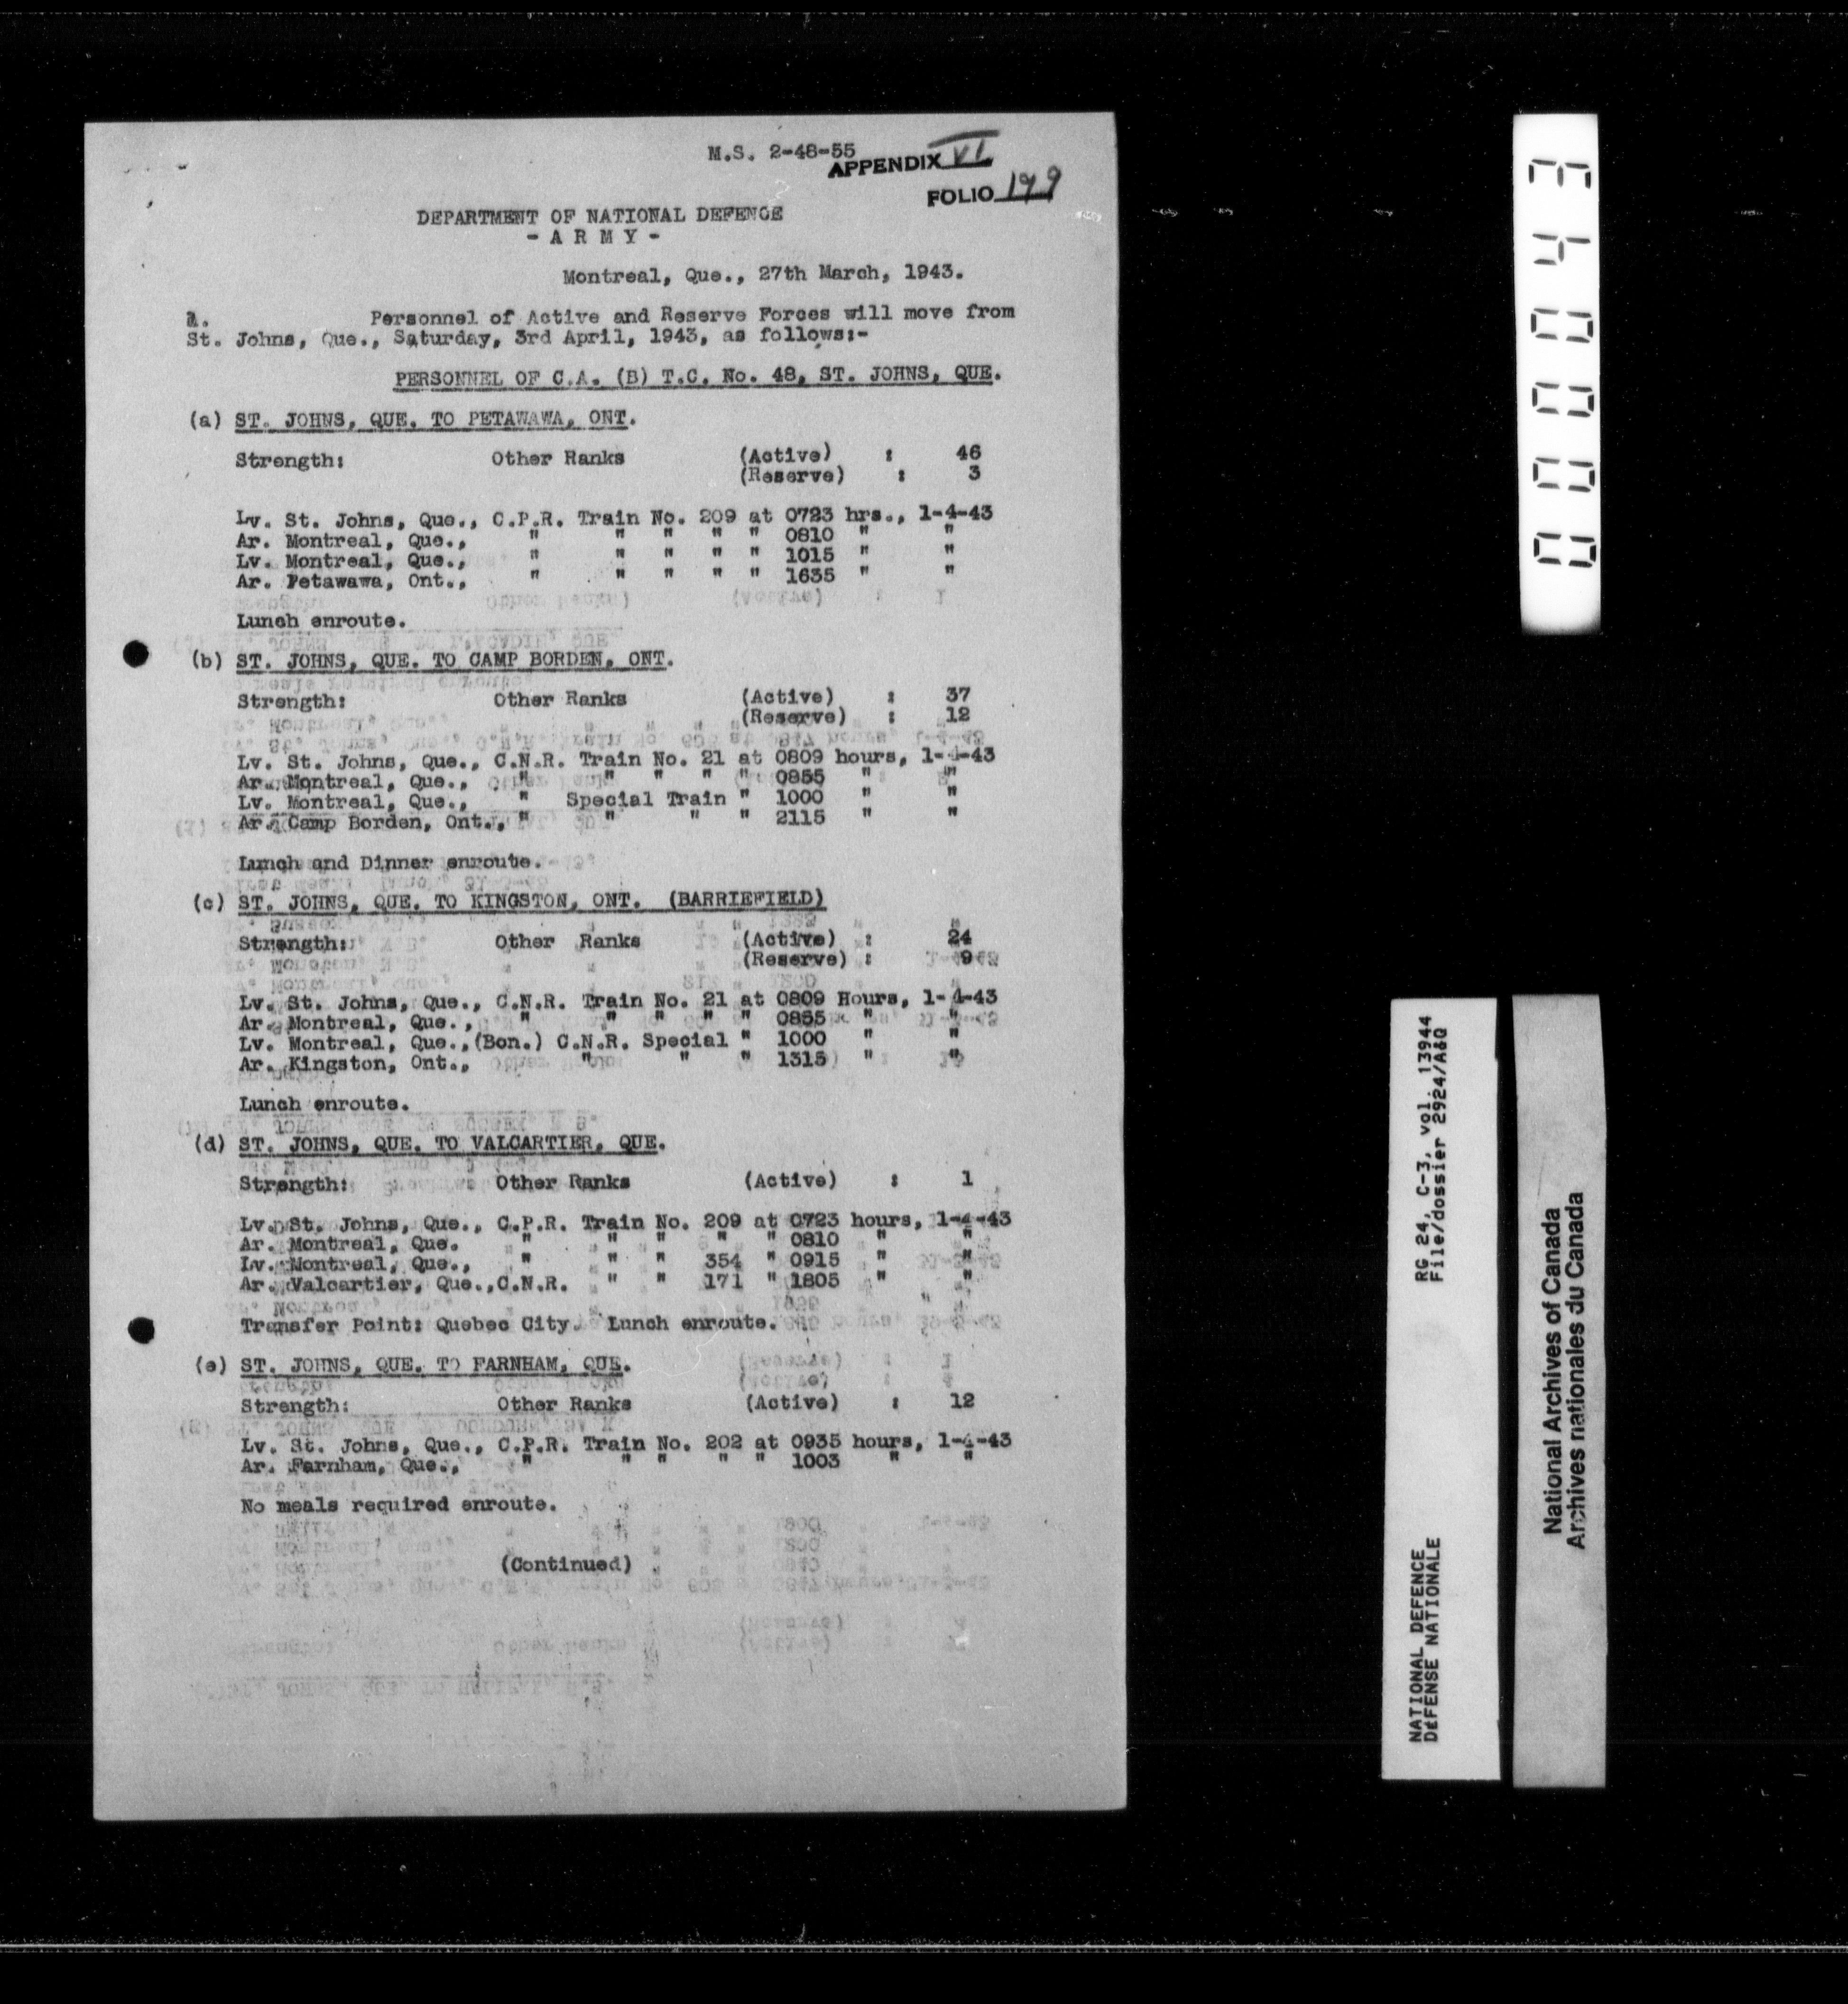 M.S. 2-48-55
APPENDIX VI
FOLIO 199
DEPARTMENT OF NATIONAL DEFENCE
- A R M Y -
Montreal, Que., 27th March, 1943.
1. Personnel of Active and Reserve Forces will move from
St. Johns, Que., Saturday, 3rd April, 1943, as follows:-
PERSONNEL OF C.A. (B) T.C. No. 48, ST. JOHNS, QUE.
(a) ST. JOHNS, QUE. TO PETAWAWA, ONT.
Strength: Other Ranks (Active) : 46
(Reserve) : 3
Lv. St. Johns, Que., C.P.R. Train No. 209 at 0723 hrs., 1-4-43
Ar. Montreal, Que., " " " " " 0810 " "
Lv. Montreal, Que., " " " " " 1015 " "
Ar. Petawawa, Ont., " " " " " 1635 " "
Lunch enroute.
(b) ST. JOHNS, QUE. TO CAMP BORDEN, ONT.
Strength: Other Ranks (Active) : 37
(Reserve) : 12
Lv. St. Johns, Que., C.N.R. Train No. 21 at 0809 hours, 1-4-43
Ar. Montreal, Que., " " " " " 0855 " "
Lv. Montreal, Que., " Special Train " 1000 " "
Ar. Camp Borden, Ont., " " " " 2115 " "
Lunch and Dinner enroute.
(c) ST. JOHNS, QUE. TO KINGSTON, ONT. (BARRIEFIELD)
Strength: Other Ranks (Active) : 24
(Reserve) : 9
Lv. St. Johns, Que., C.N.R. Train No. 21 at 0809 Hours, 1-4-43
Ar. Montreal, Que., " " " " " 0855 " "
Lv. Montreal, Que.,(Bon.) C.N.R. Special " 1000 " "
Ar. Kingston, Ont., " " " 1315 " "
Lunch enroute.
(d) ST. JOHNS, QUE. TO VALCARTIER, QUE.
Strength: Other Ranks (Active) : 1
Lv. St. Johns, Que., C.P.R. Train No. 209 at 0723 hours, 1-4-43
Ar. Montreal, Que. " " " " " 0810 " "
Lv. Montreal, Que., " " " 354 " 0915 " "
Ar. Valcartier, Que.,C.N.R. " " 171 " 1805 " "
Transfer Point: Quebec City. Lunch enroute.
(e) ST. JOHNS, QUE. TO FARNHAM, QUE.
Strength: Other Ranks (Active) : 12
Lv. St. Johns, Que., C.P.R. Train No. 202 at 0935 hours, 1-4-43
Ar. Farnham, Que., " " " " " 1003 " "
No meals required enroute.
(Continued)
000043
RG 24, C-3, vol. 13944
File/dossier 2924/A&Q
NATIONAL DEFENCE
DÉFENSE NATIONALE
National Archives of Canada
Archives nationales du Canada